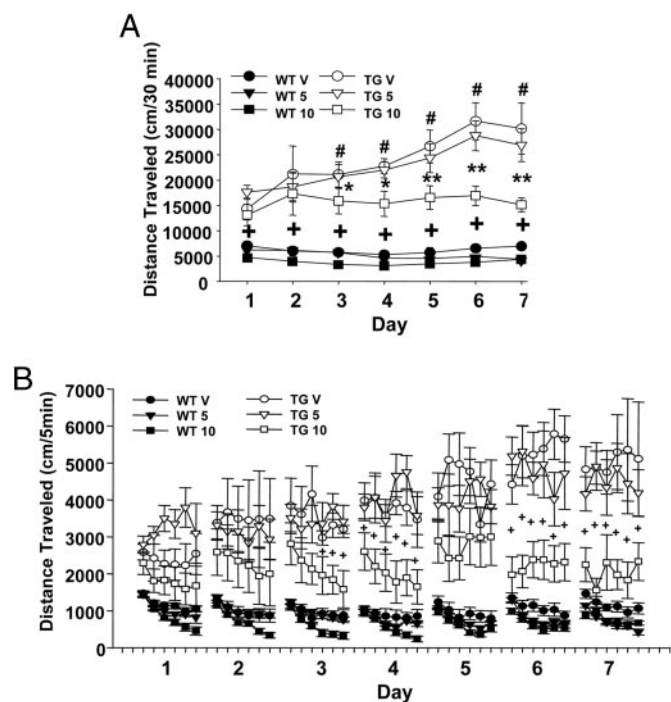 A
40000
35000
30000
25000
20000
15000
10000
5000
0
Distance Traveled (cm/30 min)
WT V TG V
WT 5 TG 5
WT 10 TG 10
# # # # #
* * ** ** **
+ + + + + + +
1 2 3 4 5 6 7
Day
B
7000
6000
5000
4000
3000
2000
1000
0
Distance Traveled (cm/5min)
WT V TG V
WT 5 TG 5
WT 10 TG 10
1 2 3 4 5 6 7
Day